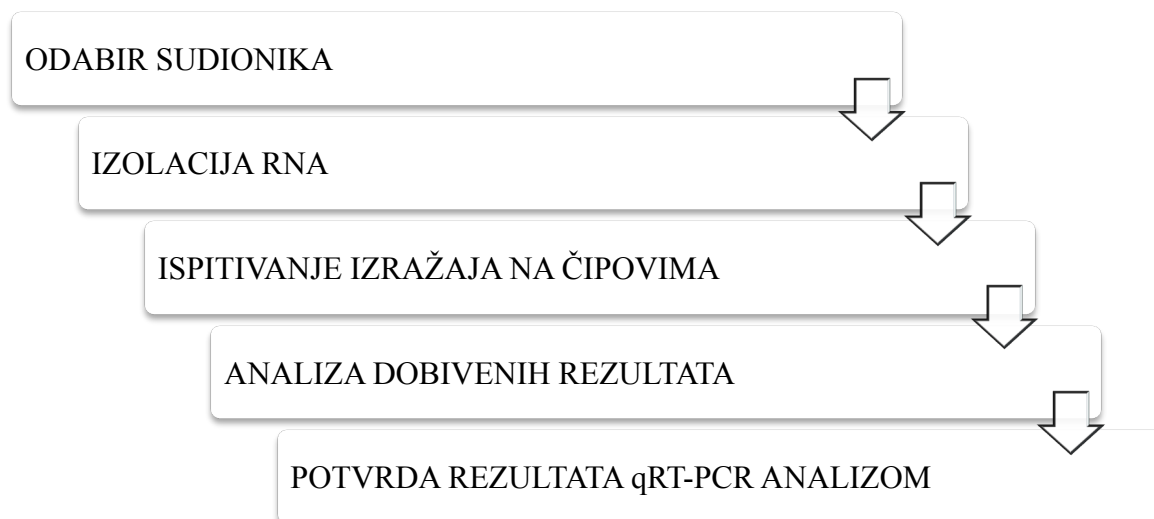 ODABIR SUDIONIKA
IZOLACIJA RNA
ISPITIVANJE IZRAŽAJA NA ČIPOVIMA
ANALIZA DOBIVENIH REZULTATA
POTVRDA REZULTATA qRT-PCR ANALIZOM